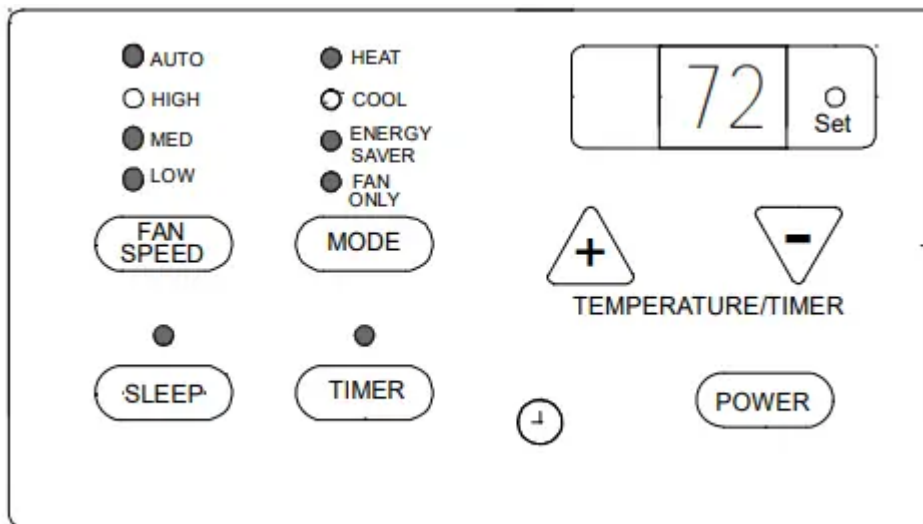 AUTO
HIGH
MED
LOW
FAN
SPEED
HEAT
COOL
ENERGY
SAVER
FAN
ONLY
MODE
72
Set
+
-
TEMPERATURE/TIMER
SLEEP
TIMER
POWER